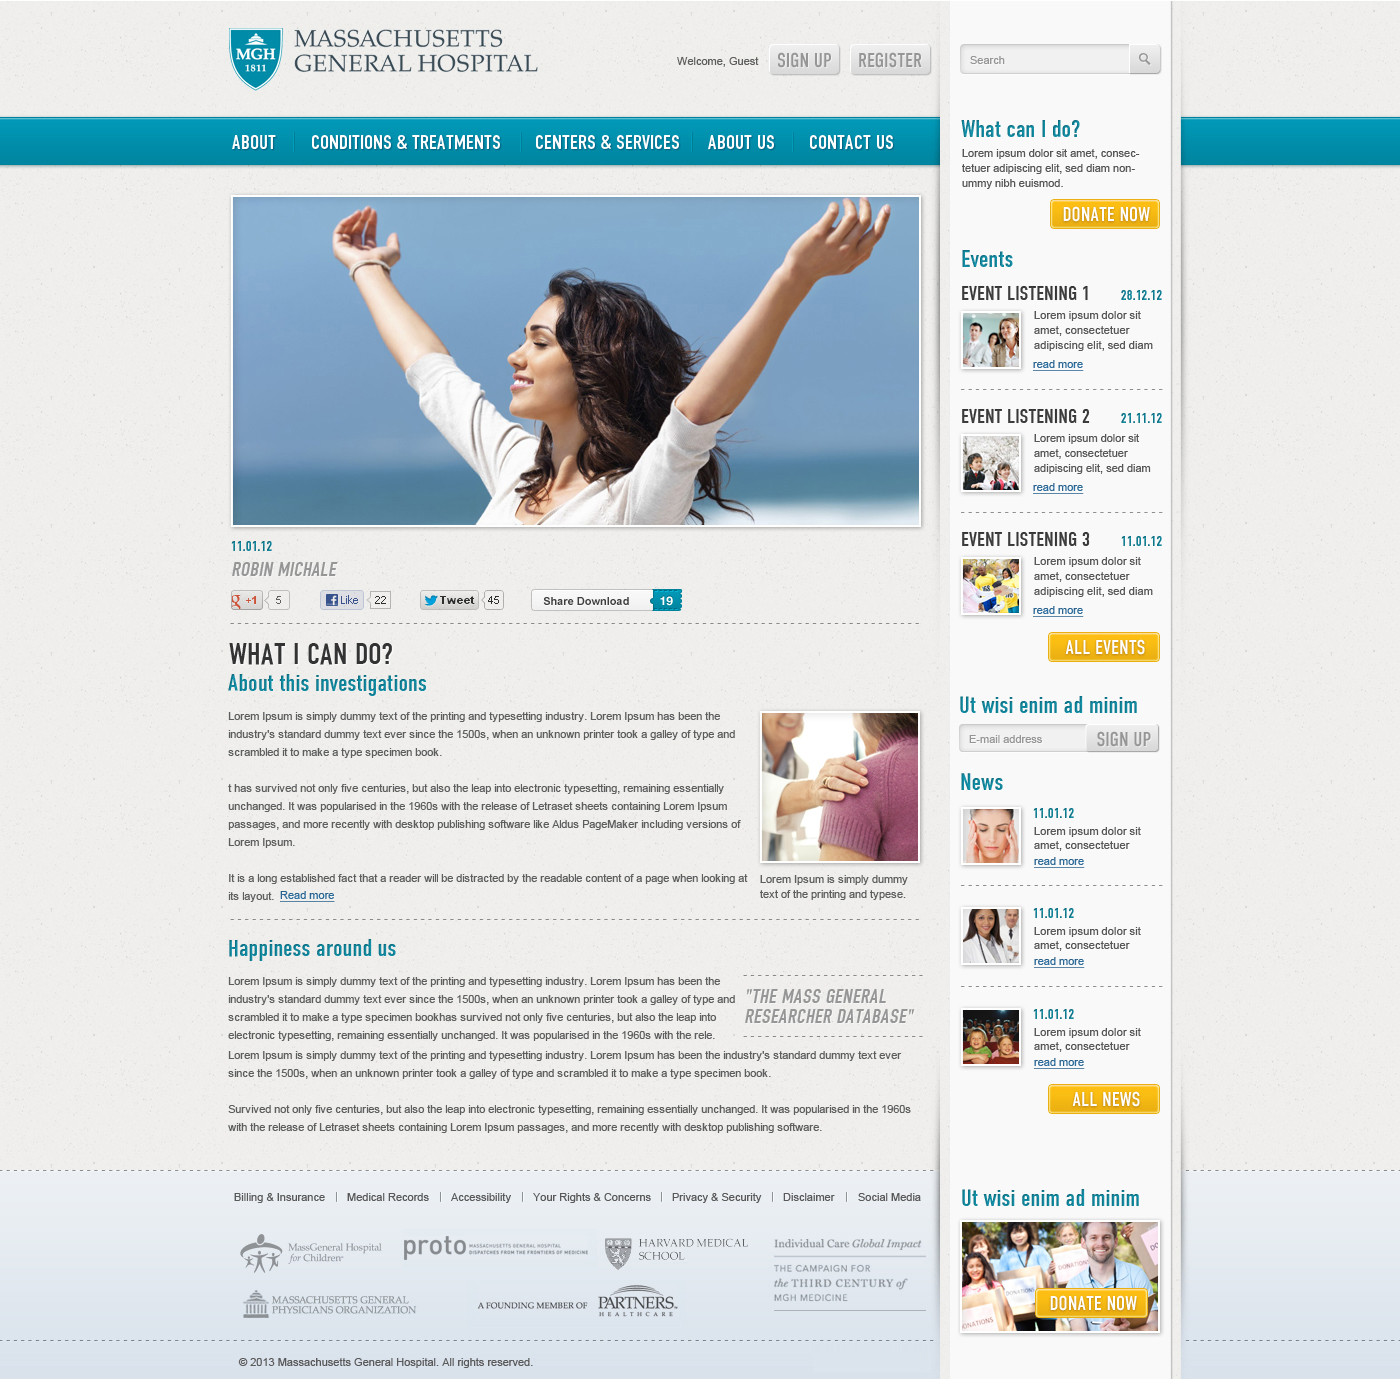 MGH
1811
MASSACHUSETTS
GENERAL HOSPITAL
Welcome, Guest
SIGN UP
REGISTER
Search
ABOUT
CONDITIONS & TREATMENTS
CENTERS & SERVICES
ABOUT US
CONTACT US
11.01.12
ROBIN MICHALE
g +1
5
Like
22
Tweet
45
Share Download
19
WHAT I CAN DO?
About this investigations
Lorem Ipsum is simply dummy text of the printing and typesetting industry. Lorem Ipsum has been the
industry's standard dummy text ever since the 1500s, when an unknown printer took a galley of type and
scrambled it to make a type specimen book.
t has survived not only five centuries, but also the leap into electronic typesetting, remaining essentially
unchanged. It was popularised in the 1960s with the release of Letraset sheets containing Lorem Ipsum
passages, and more recently with desktop publishing software like Aldus PageMaker including versions of
Lorem Ipsum.
It is a long established fact that a reader will be distracted by the readable content of a page when looking at
its layout. Read more
Lorem Ipsum is simply dummy
text of the printing and typese.
Happiness around us
Lorem Ipsum is simply dummy text of the printing and typesetting industry. Lorem Ipsum has been the
industry's standard dummy text ever since the 1500s, when an unknown printer took a galley of type and
scrambled it to make a type specimen bookhas survived not only five centuries, but also the leap into
electronic typesetting, remaining essentially unchanged. It was popularised in the 1960s with the rele.
"THE MASS GENERAL
RESEARCHER DATABASE"
Lorem Ipsum is simply dummy text of the printing and typesetting industry. Lorem Ipsum has been the industry's standard dummy text ever
since the 1500s, when an unknown printer took a galley of type and scrambled it to make a type specimen book.
Survived not only five centuries, but also the leap into electronic typesetting, remaining essentially unchanged. It was popularised in the 1960s
with the release of Letraset sheets containing Lorem Ipsum passages, and more recently with desktop publishing software.
What can I do?
Lorem ipsum dolor sit amet, consec-
tetuer adipiscing elit, sed diam non-
ummy nibh euismod.
DONATE NOW
Events
EVENT LISTENING 1
28.12.12
Lorem ipsum dolor sit
amet, consectetuer
adipiscing elit, sed diam
read more
EVENT LISTENING 2
21.11.12
Lorem ipsum dolor sit
amet, consectetuer
adipiscing elit, sed diam
read more
EVENT LISTENING 3
11.01.12
Lorem ipsum dolor sit
amet, consectetuer
adipiscing elit, sed diam
read more
ALL EVENTS
Ut wisi enim ad minim
E-mail address
SIGN UP
News
11.01.12
Lorem ipsum dolor sit
amet, consectetuer
read more
11.01.12
Lorem ipsum dolor sit
amet, consectetuer
read more
11.01.12
Lorem ipsum dolor sit
amet, consectetuer
read more
ALL NEWS
Ut wisi enim ad minim
DONATIONS
DONATIONS
DONATE NOW
Billing & Insurance
Medical Records
Accessibility
Your Rights & Concerns
Privacy & Security
Disclaimer
Social Media
MassGeneral Hospital
for Children
proto
MASSACHUSETTS GENERAL HOSPITAL
DISPATCHES FROM THE FRONTIERS OF MEDICINE
HARVARD MEDICAL
SCHOOL
Individual Care Global Impact
THE CAMPAIGN FOR
the THIRD CENTURY of
MGH MEDICINE
MASSACHUSETTS GENERAL
PHYSICIANS ORGANIZATION
A FOUNDING MEMBER OF
PARTNERS
HEALTHCARE
© 2013 Massachusetts General Hospital. All rights reserved.